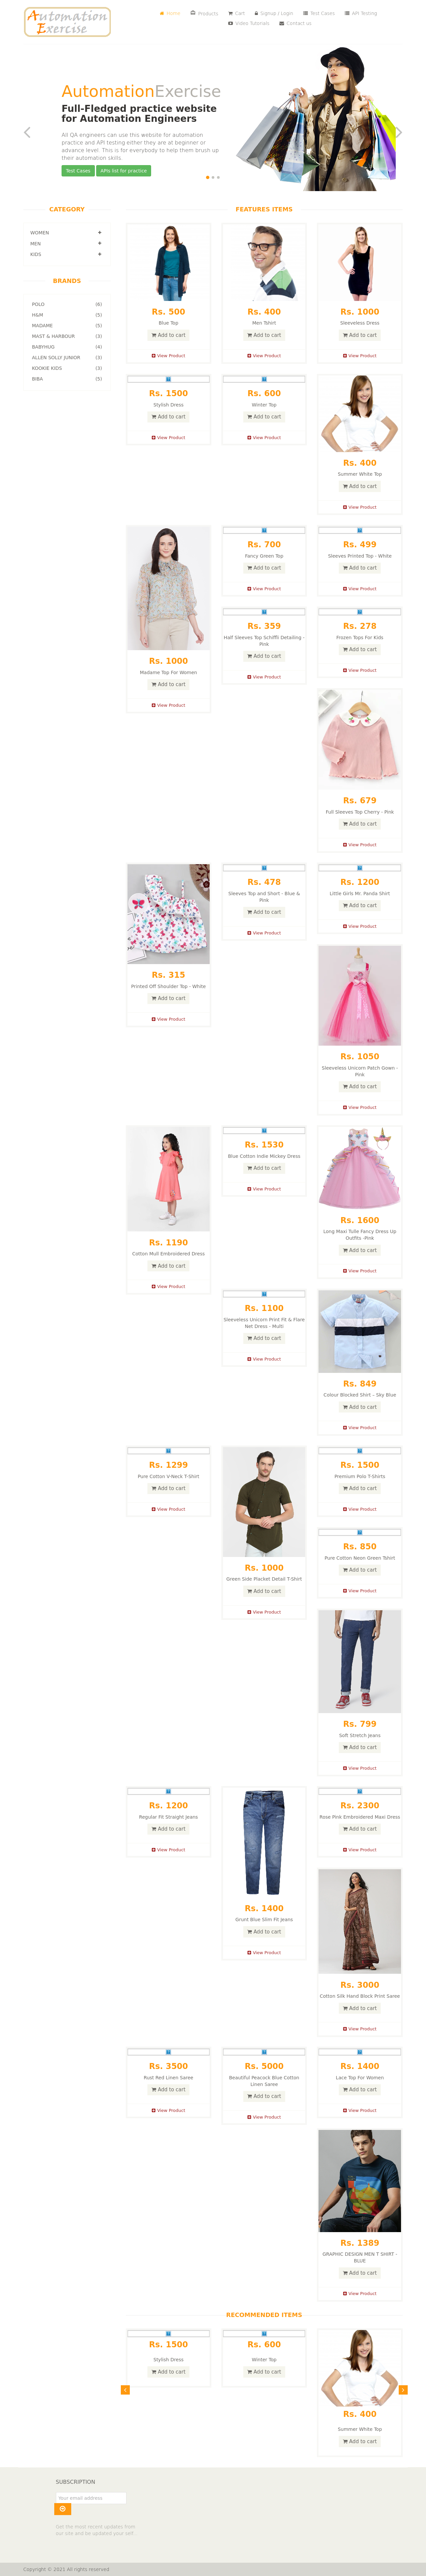 Automation
Exercise
Home
Products
Cart
Signup / Login
Test Cases
API Testing
Video Tutorials
Contact us
AutomationExercise
Full-Fledged practice website
for Automation Engineers
All QA engineers can use this website for automation
practice and API testing either they are at beginner or
advance level. This is for everybody to help them brush up
their automation skills.
Test Cases
APIs list for practice
CATEGORY
WOMEN
MEN
KIDS
BRANDS
POLO (6)
H&M (5)
MADAME (5)
MAST & HARBOUR (3)
BABYHUG (4)
ALLEN SOLLY JUNIOR (3)
KOOKIE KIDS (3)
BIBA (5)
FEATURES ITEMS
Rs. 500
Blue Top
Add to cart
View Product
Rs. 400
Men Tshirt
Add to cart
View Product
Rs. 1000
Sleeveless Dress
Add to cart
View Product
Rs. 1500
Stylish Dress
Add to cart
View Product
Rs. 600
Winter Top
Add to cart
View Product
Rs. 400
Summer White Top
Add to cart
View Product
Rs. 1000
Madame Top For Women
Add to cart
View Product
Rs. 700
Fancy Green Top
Add to cart
View Product
Rs. 499
Sleeves Printed Top - White
Add to cart
View Product
Rs. 359
Half Sleeves Top Schiffli Detailing -
Pink
Add to cart
View Product
Rs. 278
Frozen Tops For Kids
Add to cart
View Product
Rs. 679
Full Sleeves Top Cherry - Pink
Add to cart
View Product
Rs. 315
Printed Off Shoulder Top - White
Add to cart
View Product
Rs. 478
Sleeves Top and Short - Blue &
Pink
Add to cart
View Product
Rs. 1200
Little Girls Mr. Panda Shirt
Add to cart
View Product
Rs. 1050
Sleeveless Unicorn Patch Gown -
Pink
Add to cart
View Product
Rs. 1190
Cotton Mull Embroidered Dress
Add to cart
View Product
Rs. 1530
Blue Cotton Indie Mickey Dress
Add to cart
View Product
Rs. 1600
Long Maxi Tulle Fancy Dress Up
Outfits -Pink
Add to cart
View Product
Rs. 1100
Sleeveless Unicorn Print Fit & Flare
Net Dress - Multi
Add to cart
View Product
Rs. 849
Colour Blocked Shirt – Sky Blue
Add to cart
View Product
Rs. 1299
Pure Cotton V-Neck T-Shirt
Add to cart
View Product
Rs. 1000
Green Side Placket Detail T-Shirt
Add to cart
View Product
Rs. 1500
Premium Polo T-Shirts
Add to cart
View Product
Rs. 850
Pure Cotton Neon Green Tshirt
Add to cart
View Product
Rs. 799
Soft Stretch Jeans
Add to cart
View Product
Rs. 1200
Regular Fit Straight Jeans
Add to cart
View Product
Rs. 1400
Grunt Blue Slim Fit Jeans
Add to cart
View Product
Rs. 2300
Rose Pink Embroidered Maxi Dress
Add to cart
View Product
Rs. 3000
Cotton Silk Hand Block Print Saree
Add to cart
View Product
Rs. 3500
Rust Red Linen Saree
Add to cart
View Product
Rs. 5000
Beautiful Peacock Blue Cotton
Linen Saree
Add to cart
View Product
Rs. 1400
Lace Top For Women
Add to cart
View Product
Rs. 1389
GRAPHIC DESIGN MEN T SHIRT -
BLUE
Add to cart
View Product
RECOMMENDED ITEMS
Rs. 1500
Stylish Dress
Add to cart
Rs. 600
Winter Top
Add to cart
Rs. 400
Summer White Top
Add to cart
SUBSCRIPTION
Your email address
Get the most recent updates from
our site and be updated your self...
Copyright © 2021 All rights reserved